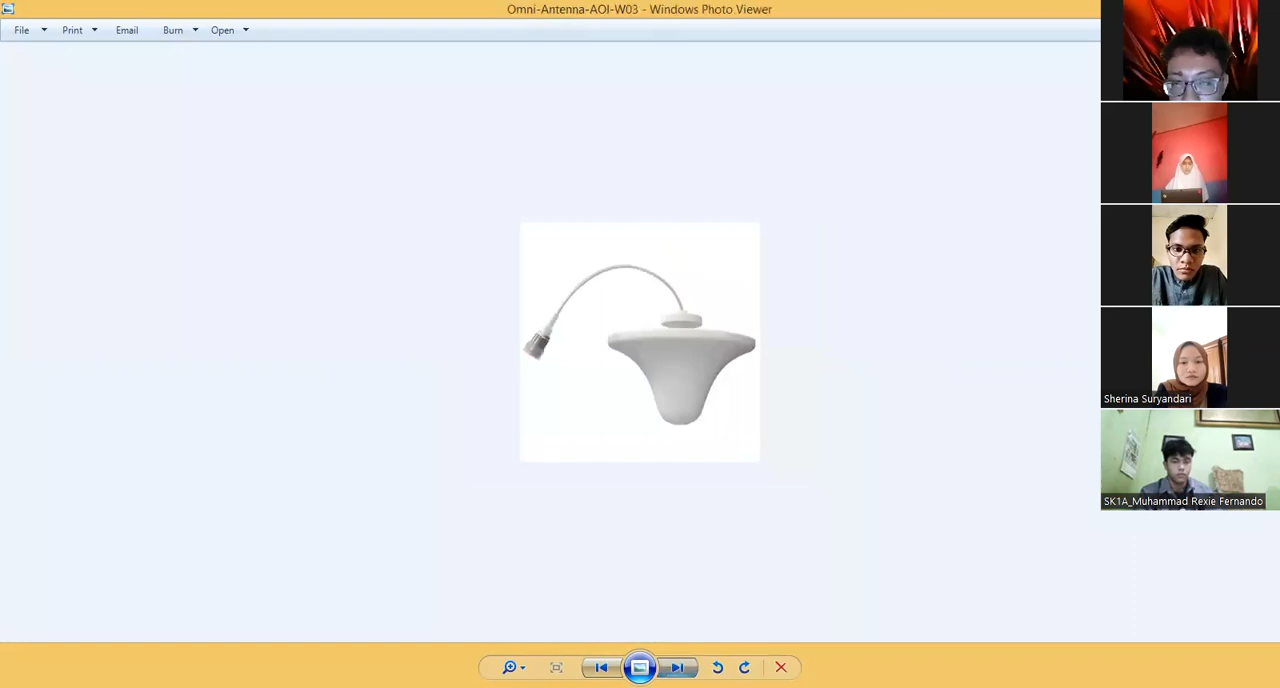 Omni-Antenna-AOI-W03 - Windows Photo Viewer
File Print Email Burn Open
Sherina Suryandari
SK1A_Muhammad Rexie Fernando